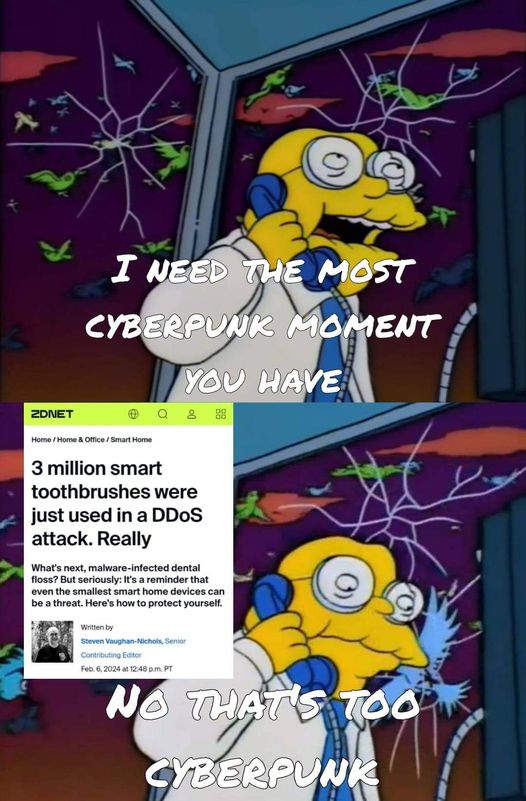 I NEED THE MOST
CYBERPUNK MOMENT
YOU HAVE
ZDNET
Home / Home & Office / Smart Home
3 million smart
toothbrushes were
just used in a DDoS
attack. Really
What's next, malware-infected dental
floss? But seriously: It's a reminder that
even the smallest smart home devices can
be a threat. Here's how to protect yourself.
Written by
Steven Vaughan-Nichols, Senior
Contributing Editor
Feb. 6, 2024 at 12:48 p.m. PT
NO THAT'S TOO
CYBERPUNK